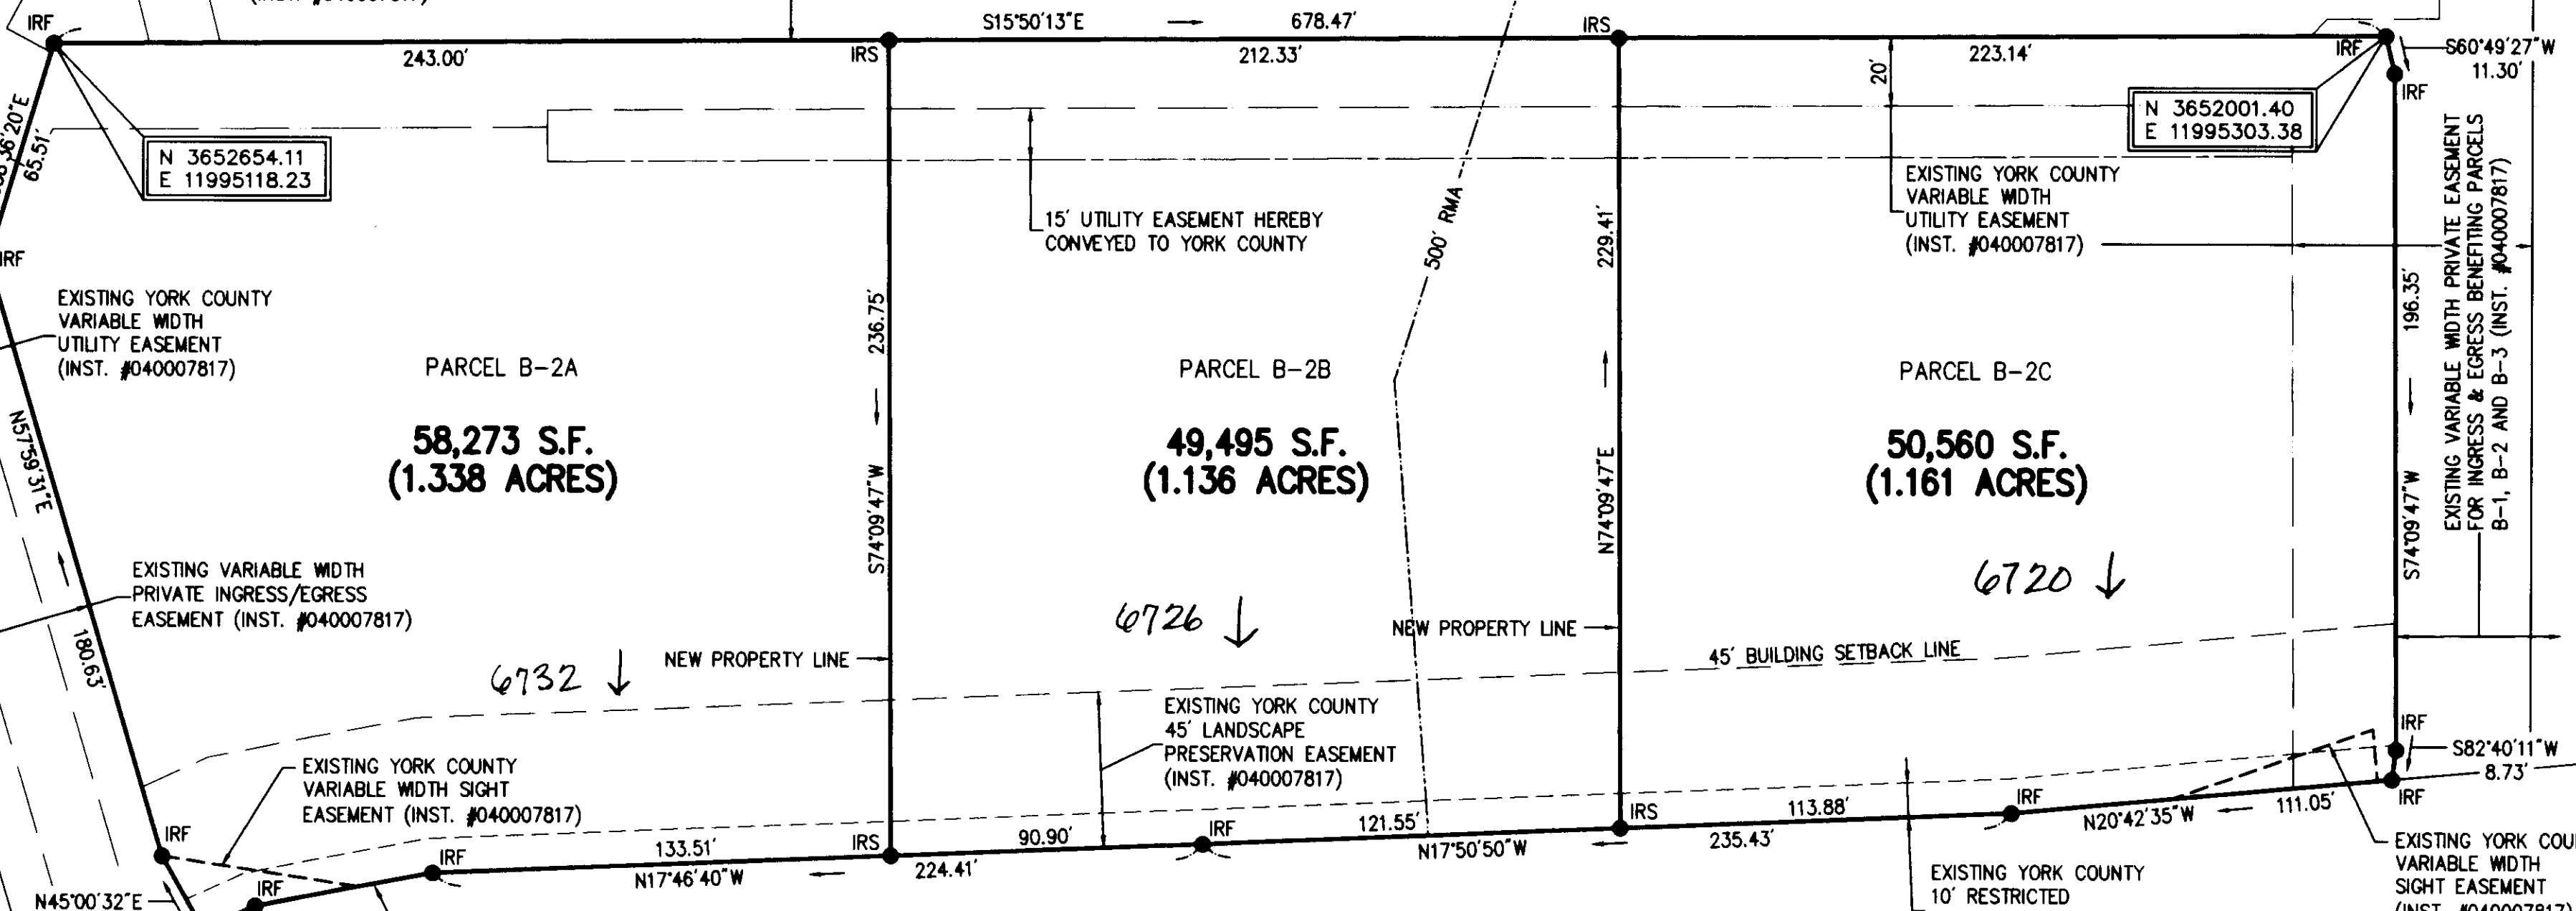 IRF
S15°50'13"E
678.47'
IRS
243.00'
IRS
212.33'
223.14'
IRF
S60°49'27"W
11.30'
IRF
20'
36'20"E
65.51'
N 3652654.11
E 11995118.23
N 3652001.40
E 11995303.38
15' UTILITY EASEMENT HEREBY
CONVEYED TO YORK COUNTY
500' RMA
229.41'
EXISTING YORK COUNTY
VARIABLE WIDTH
UTILITY EASEMENT
(INST. #040007817)
EXISTING VARIABLE WIDTH PRIVATE EASEMENT
FOR INGRESS & EGRESS BENEFITING PARCELS
B-1, B-2 AND B-3 (INST. #040007817)
IRF
EXISTING YORK COUNTY
VARIABLE WIDTH
UTILITY EASEMENT
(INST. #040007817)
236.75'
196.35'
PARCEL B-2A
58,273 S.F.
(1.338 ACRES)
PARCEL B-2B
49,495 S.F.
(1.136 ACRES)
PARCEL B-2C
50,560 S.F.
(1.161 ACRES)
N57°59'31"E
S74°09'47"W
N74°09'47"E
S74°09'47"W
EXISTING VARIABLE WIDTH
PRIVATE INGRESS/EGRESS
EASEMENT (INST. #040007817)
180.63'
6732 ↓
NEW PROPERTY LINE
6726 ↓
NEW PROPERTY LINE
6720 ↓
45' BUILDING SETBACK LINE
EXISTING YORK COUNTY
45' LANDSCAPE
PRESERVATION EASEMENT
(INST. #040007817)
EXISTING YORK COUNTY
VARIABLE WIDTH SIGHT
EASEMENT (INST. #040007817)
IRF
S82°40'11"W
8.73'
IRF
IRF
IRF
133.51'
IRS
90.90'
IRF
121.55'
IRS
113.88'
IRF
111.05'
N17°46'40"W
224.41'
N17°50'50"W
235.43'
N20°42'35"W
IRF
N45°00'32"E
EXISTING YORK COUNTY
10' RESTRICTED
EXISTING YORK COU
VARIABLE WIDTH
SIGHT EASEMENT
(INST. #040007817)